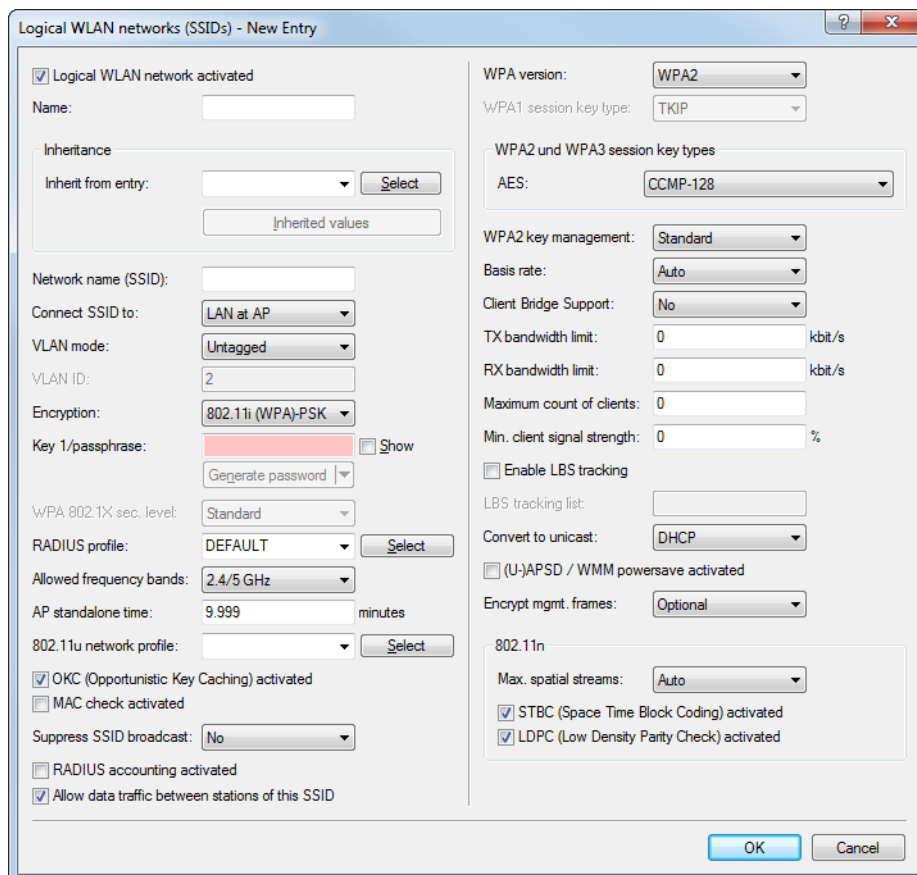 Logical WLAN networks (SSIDs) - New Entry
Logical WLAN network activated
Name:
Inheritance
Inherit from entry:
Select
Inherited values
Network name (SSID):
Connect SSID to: LAN at AP
VLAN mode: Untagged
VLAN ID: 2
Encryption: 802.11i (WPA)-PSK
Key 1/passphrase: Show
Generate password
WPA 802.1X sec. level: Standard
RADIUS profile: DEFAULT Select
Allowed frequency bands: 2.4/5 GHz
AP standalone time: 9.999 minutes
802.11u network profile: Select
OKC (Opportunistic Key Caching) activated
MAC check activated
Suppress SSID broadcast: No
RADIUS accounting activated
Allow data traffic between stations of this SSID
WPA version: WPA2
WPA1 session key type: TKIP
WPA2 und WPA3 session key types
AES: CCMP-128
WPA2 key management: Standard
Basis rate: Auto
Client Bridge Support: No
TX bandwidth limit: 0 kbit/s
RX bandwidth limit: 0 kbit/s
Maximum count of clients: 0
Min. client signal strength: 0 %
Enable LBS tracking
LBS tracking list:
Convert to unicast: DHCP
(U-)APSD / WMM powersave activated
Encrypt mgmt. frames: Optional
802.11n
Max. spatial streams: Auto
STBC (Space Time Block Coding) activated
LDPC (Low Density Parity Check) activated
OK Cancel